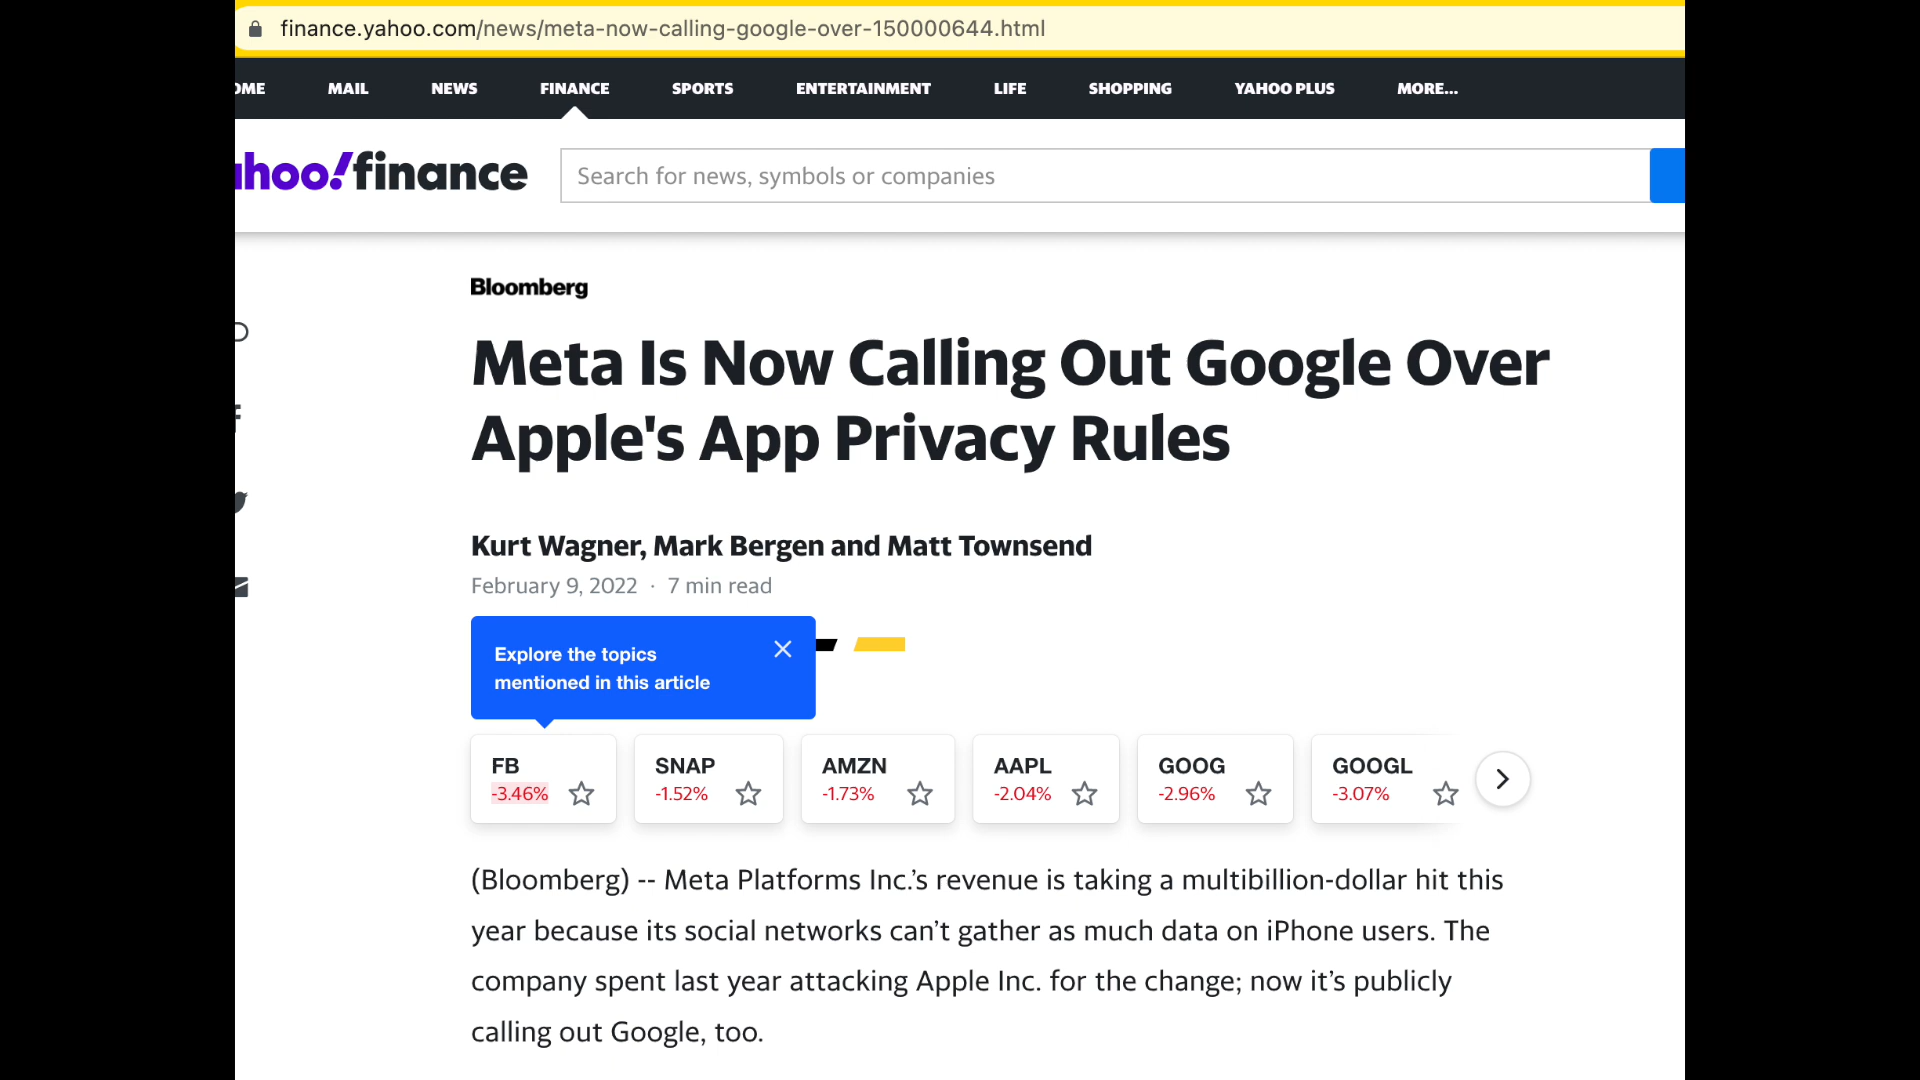 finance.yahoo.com/news/meta-now-calling-google-over-150000644.html
OME MAIL NEWS FINANCE SPORTS ENTERTAINMENT LIFE SHOPPING YAHOO PLUS MORE...
ahoo!finance
Search for news, symbols or companies
Bloomberg
Meta Is Now Calling Out Google Over
Apple's App Privacy Rules
Kurt Wagner, Mark Bergen and Matt Townsend
February 9, 2022 · 7 min read
Explore the topics
mentioned in this article
FB SNAP AMZN AAPL GOOG GOOGL
-3.46% -1.52% -1.73% -2.04% -2.96% -3.07%
(Bloomberg) -- Meta Platforms Inc.’s revenue is taking a multibillion-dollar hit this
year because its social networks can’t gather as much data on iPhone users. The
company spent last year attacking Apple Inc. for the change; now it’s publicly
calling out Google, too.